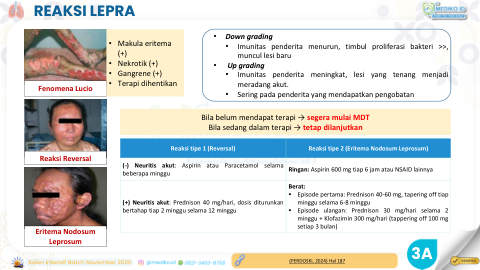 REAKSI LEPRA
MEDIKO.ID
• Makula eritema (+)
• Nekrotik (+)
• Gangrene (+)
• Terapi dihentikan
Fenomena Lucio
• Down grading
▪ Imunitas penderita menurun, timbul proliferasi bakteri >>,
muncul lesi baru
• Up grading
▪ Imunitas penderita meningkat, lesi yang tenang menjadi
meradang akut.
▪ Sering pada penderita yang mendapatkan pengobatan
Reaksi Reversal
Eritema Nodosum
Leprosum
Bila belum mendapat terapi → segera mulai MDT
Bila sedang dalam terapi → tetap dilanjutkan
Reaksi tipe 1 (Reversal)
Reaksi tipe 2 (Eritema Nodosum Leprosum)
(-) Neuritis akut: Aspirin atau Paracetamol selama
beberapa minggu
Ringan: Aspirin 600 mg tiap 6 jam atau NSAID lainnya
(+) Neuritis akut: Prednison 40 mg/hari, dosis diturunkan
bertahap tiap 2 minggu selama 12 minggu
Berat:
▪ Episode pertama: Prednison 40-60 mg, tapering off tiap
minggu selama 6-8 minggu
▪ Episode ulangan: Prednison 30 mg/hari selama 2
minggu + Klofazimin 300 mg/hari (tappering off 100 mg
setiap 3 bulan)
(PERDOSKI, 2024) Hal 187
3A